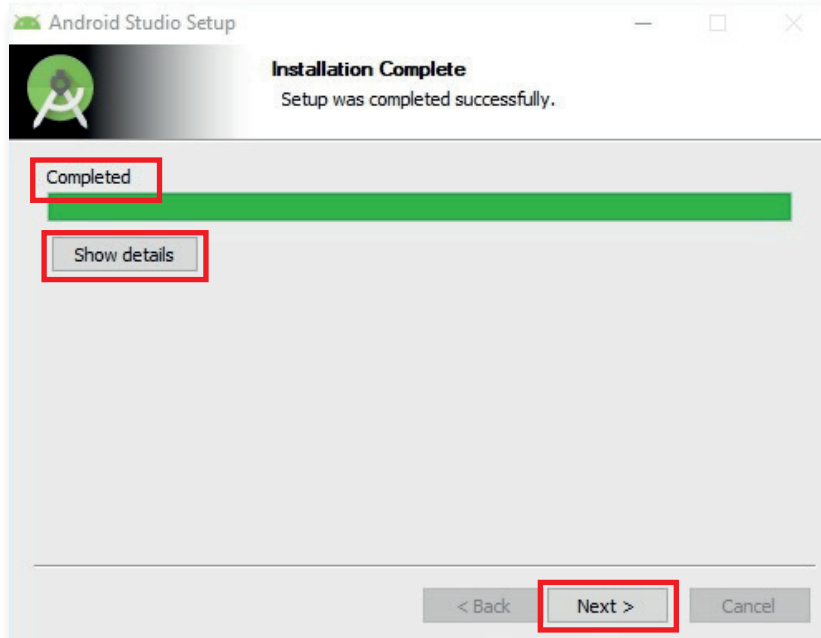 Android Studio Setup
Installation Complete
Setup was completed successfully.
Completed
Show details
< Back Next > Cancel